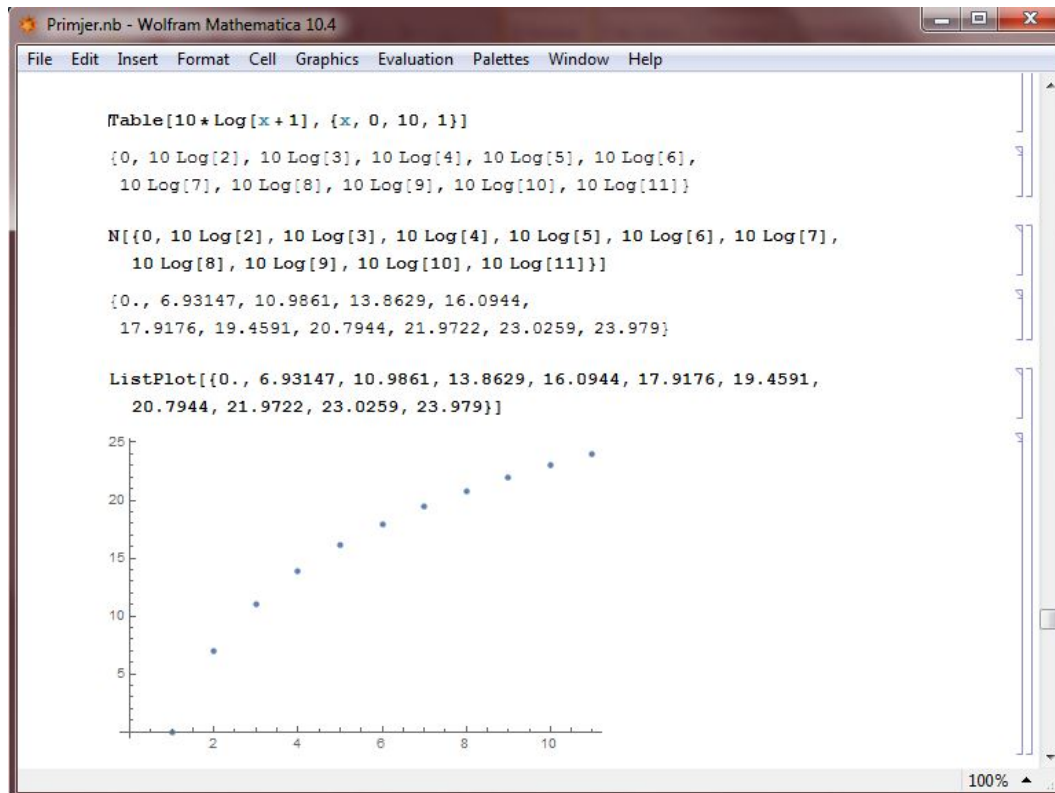 Primjer.nb - Wolfram Mathematica 10.4
File Edit Insert Format Cell Graphics Evaluation Palettes Window Help
Table[10 * Log[x + 1], {x, 0, 10, 1}]
{0, 10 Log[2], 10 Log[3], 10 Log[4], 10 Log[5], 10 Log[6],
10 Log[7], 10 Log[8], 10 Log[9], 10 Log[10], 10 Log[11]}
N[{0, 10 Log[2], 10 Log[3], 10 Log[4], 10 Log[5], 10 Log[6], 10 Log[7],
10 Log[8], 10 Log[9], 10 Log[10], 10 Log[11]}]
{0., 6.93147, 10.9861, 13.8629, 16.0944,
17.9176, 19.4591, 20.7944, 21.9722, 23.0259, 23.979}
ListPlot[{0., 6.93147, 10.9861, 13.8629, 16.0944, 17.9176, 19.4591,
20.7944, 21.9722, 23.0259, 23.979}]
25
20
15
10
5
2 4 6 8 10
100%